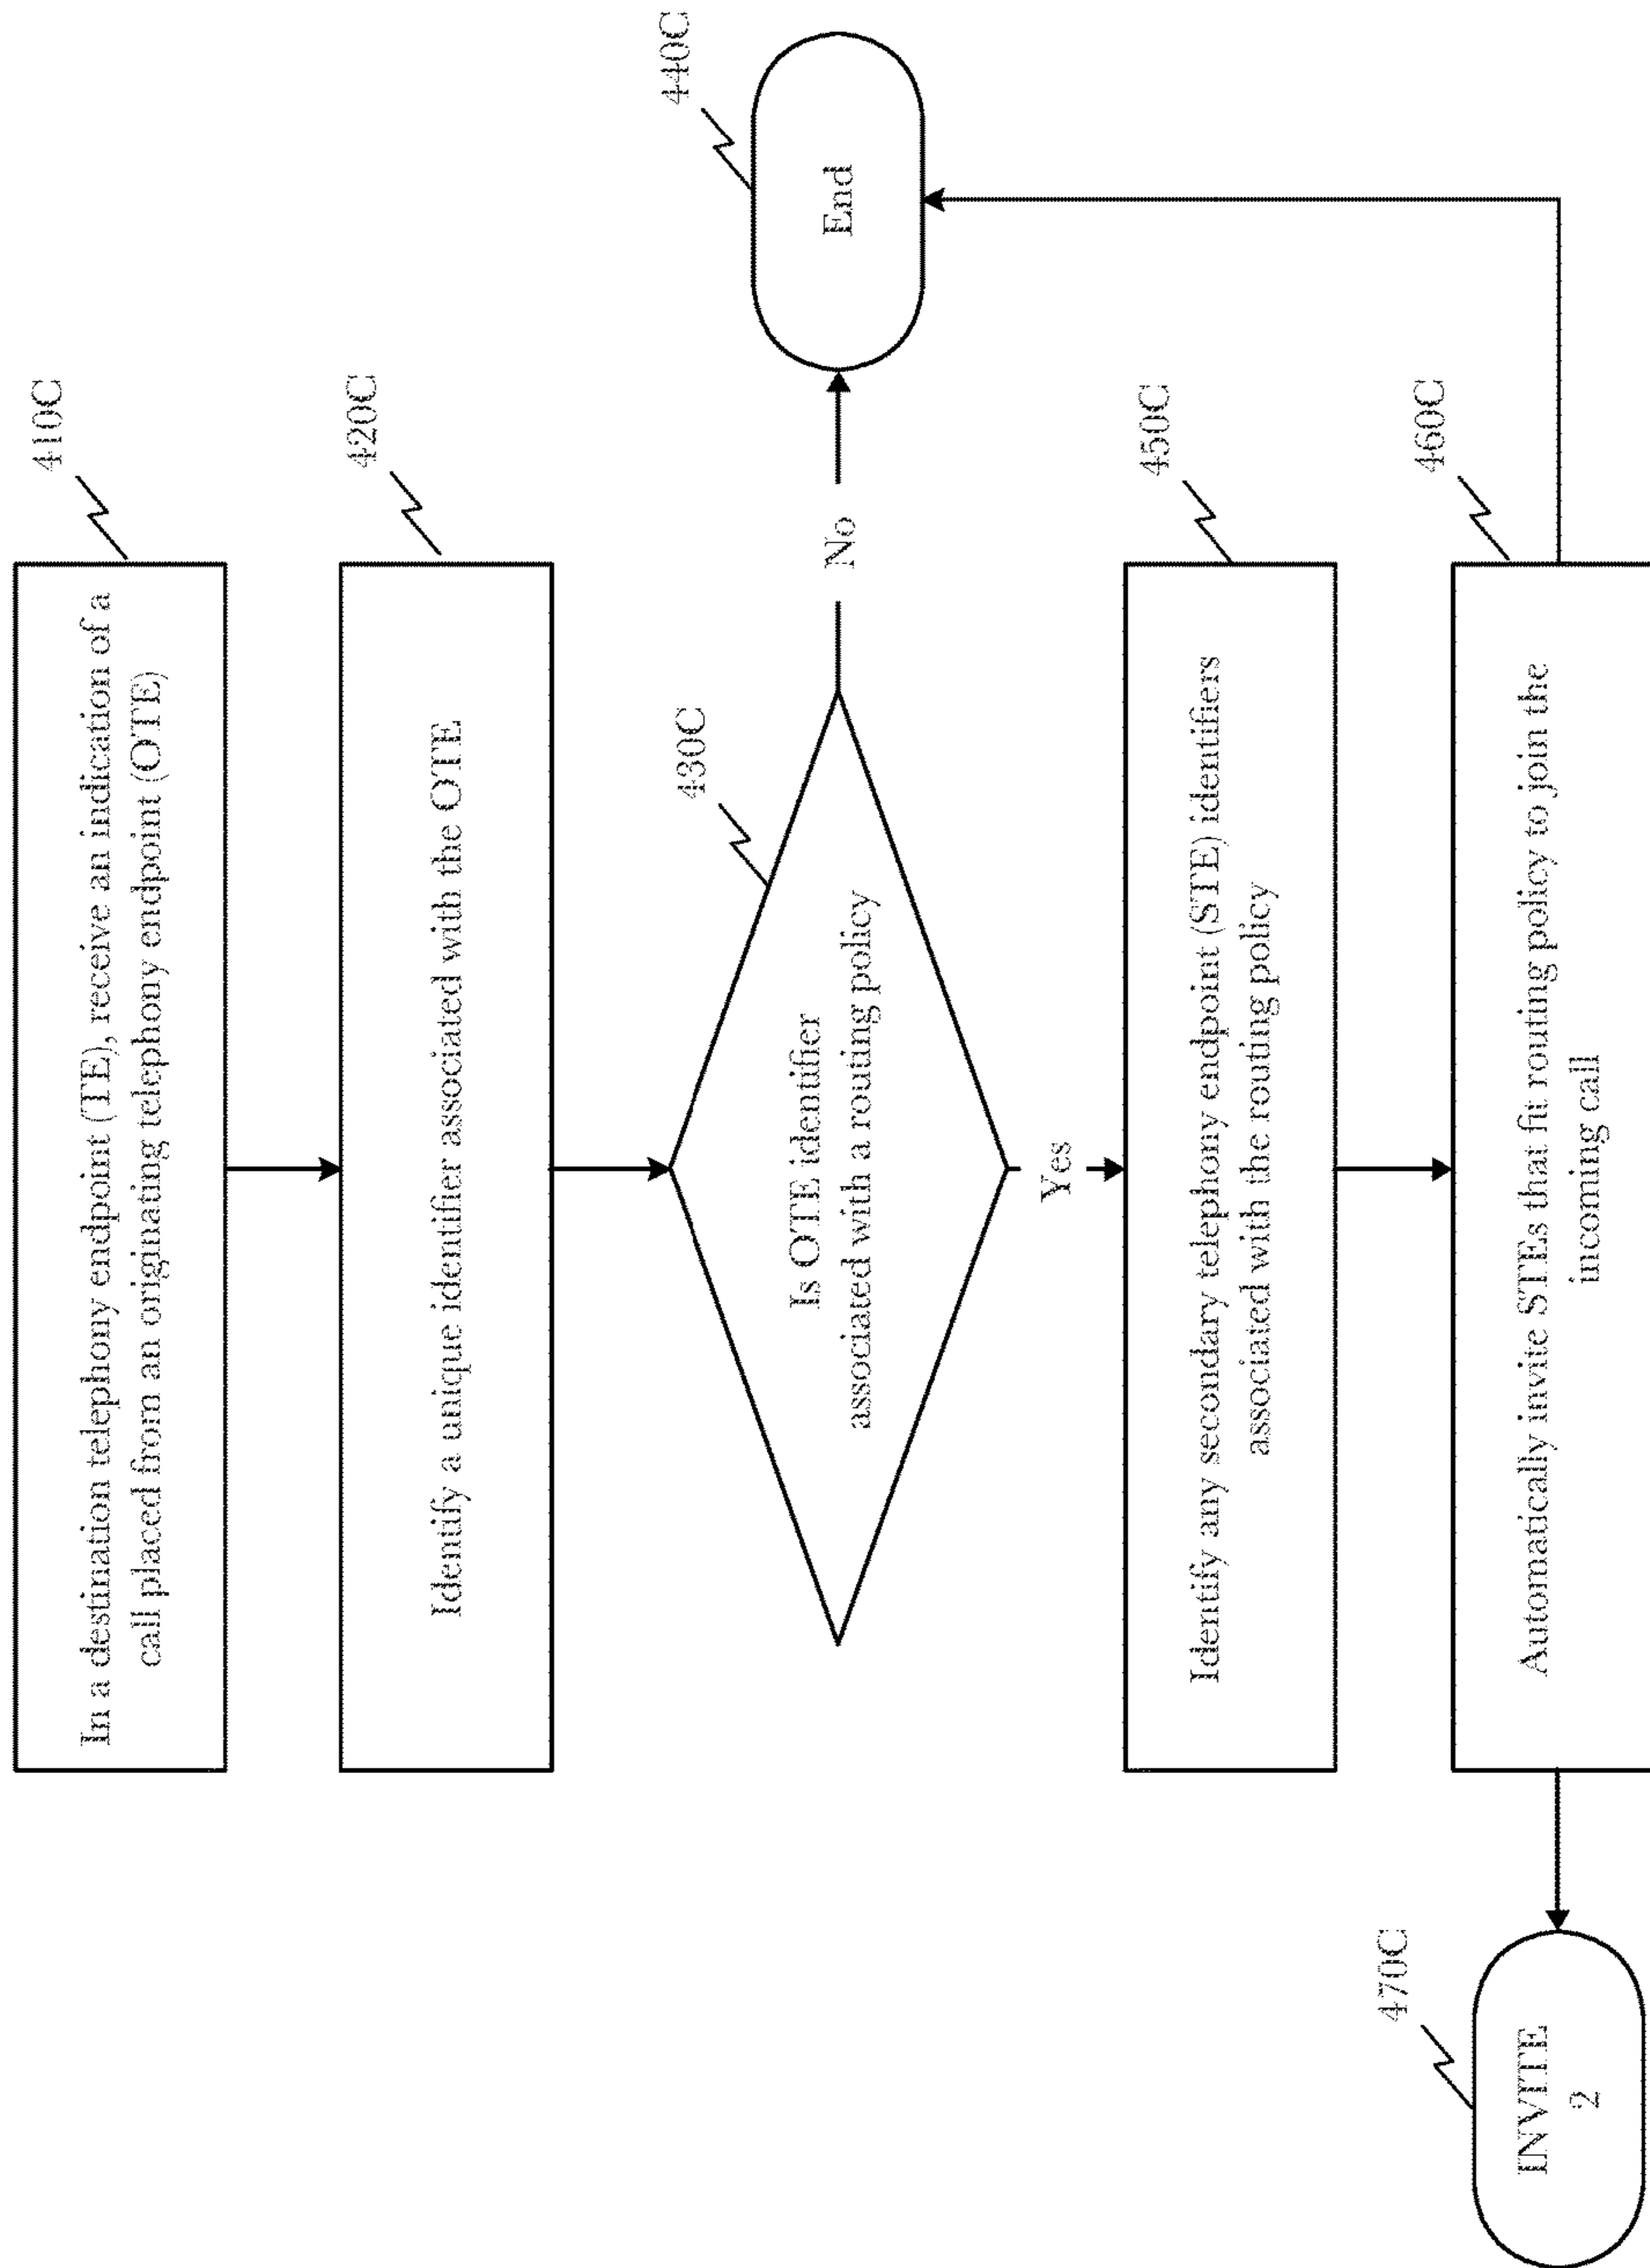 410C
In a destination telephony endpoint (TE), receive an indication of a
call placed from an originating telephony endpoint (OTE)
420C
Identify a unique identifier associated with the OTE
430C
Is OTE identifier
associated with a routing policy
No
440C
End
Yes
450C
Identify any secondary telephony endpoint (STE) identifiers
associated with the routing policy
460C
Automatically invite STEs that fit routing policy to join the
incoming call
470C
INVITE
2